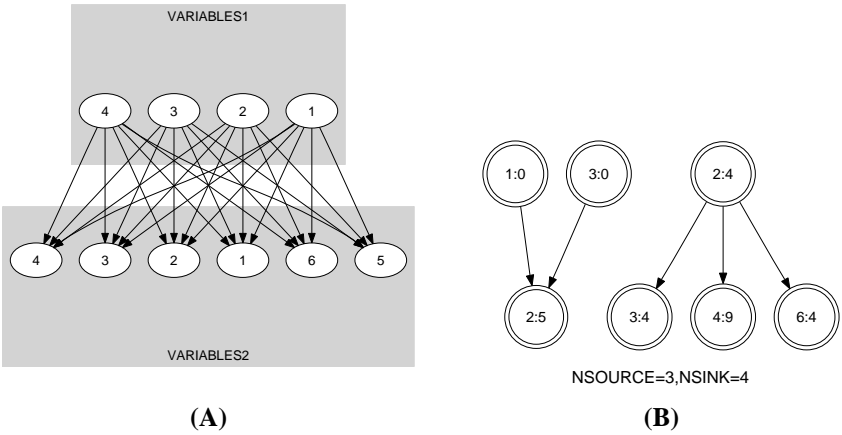 VARIABLES1
4 3 2 1
4 3 2 1 6 5
VARIABLES2
(A)
1:0 3:0 2:4
2:5 3:4 4:9 6:4
NSOURCE=3,NSINK=4
(B)